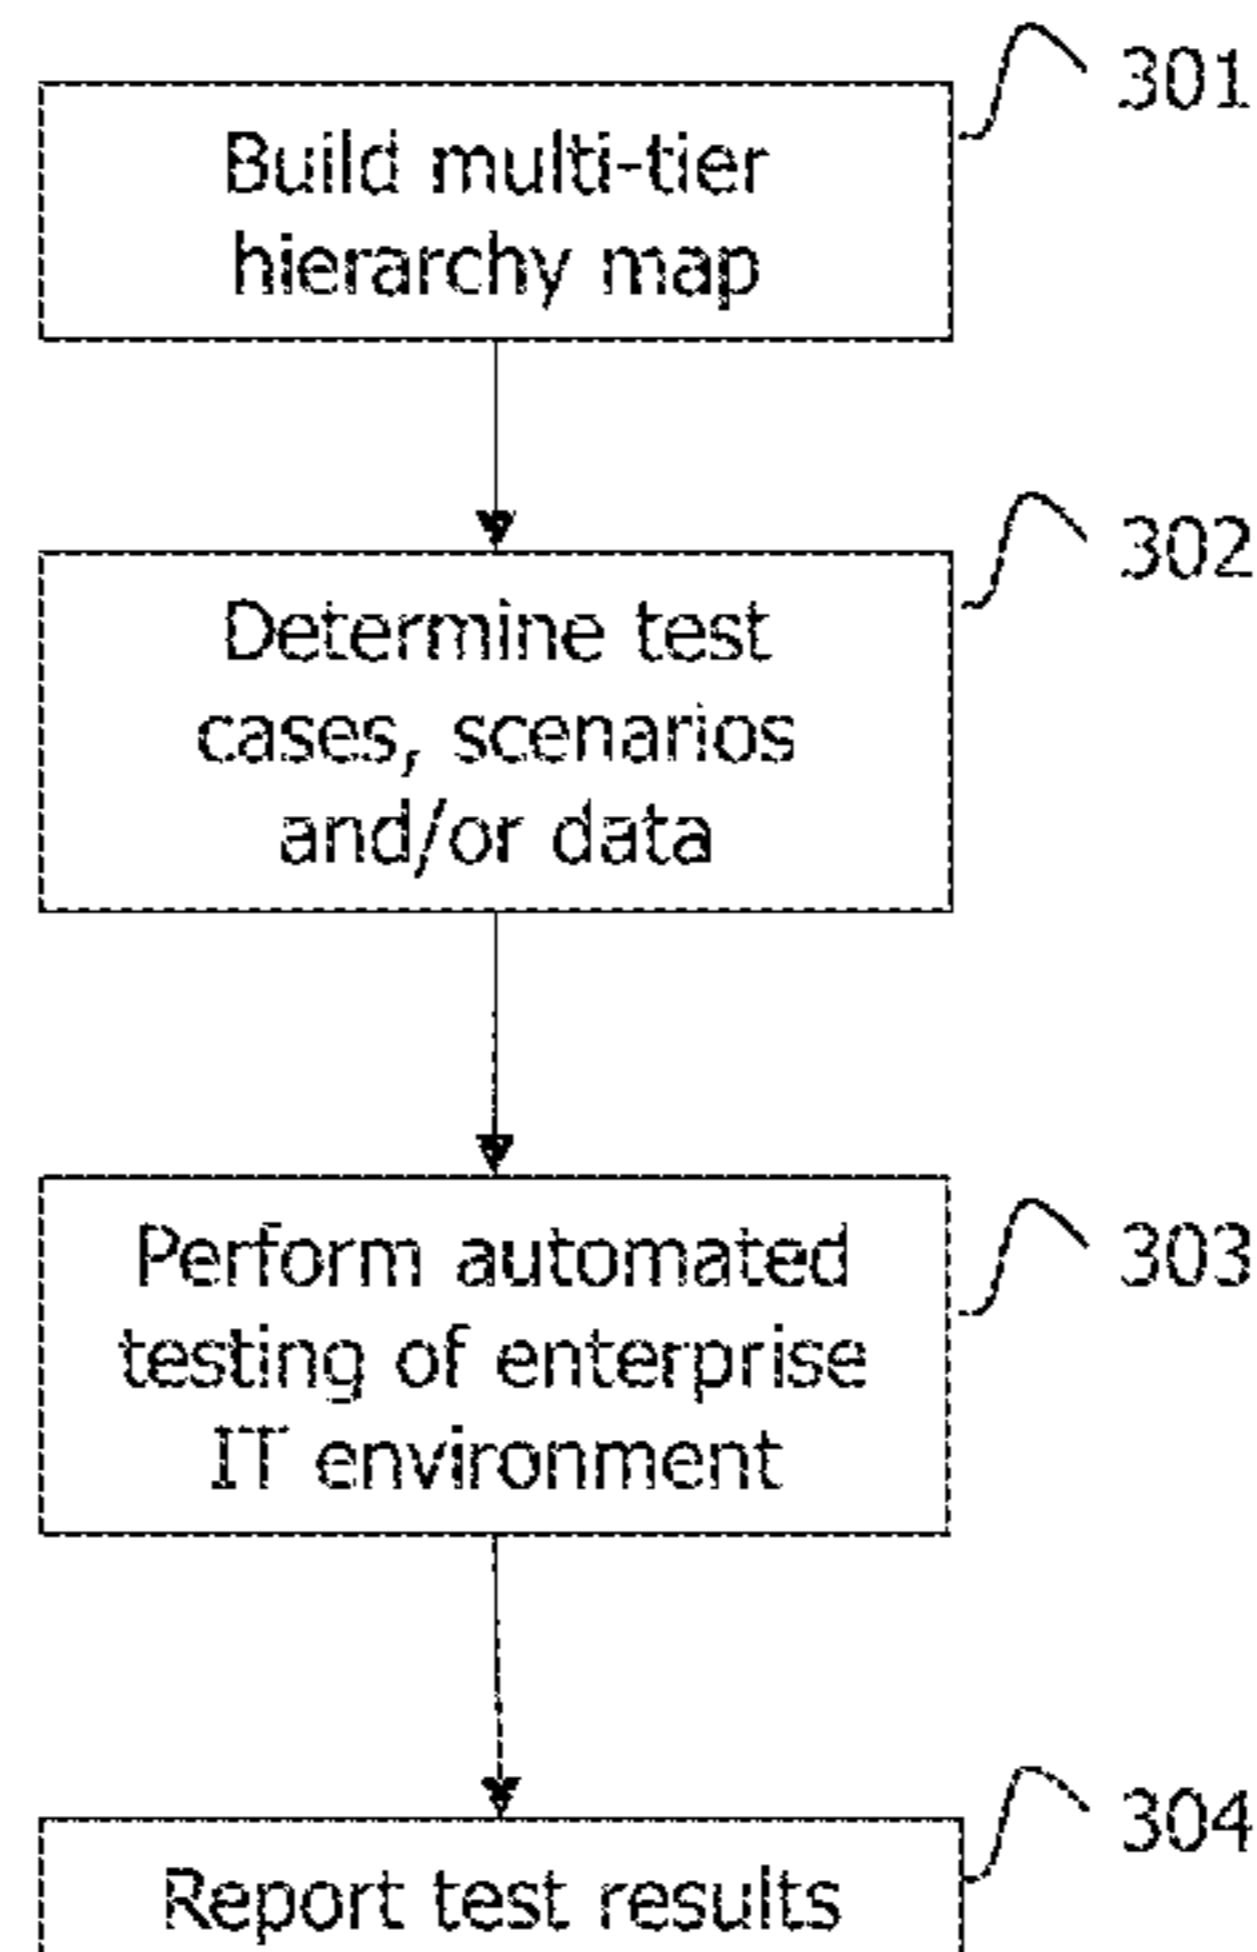 301
Build multi-tier
hierarchy map
302
Determine test
cases, scenarios
and/or data
303
Perform automated
testing of enterprise
IT environment
304
Report test results